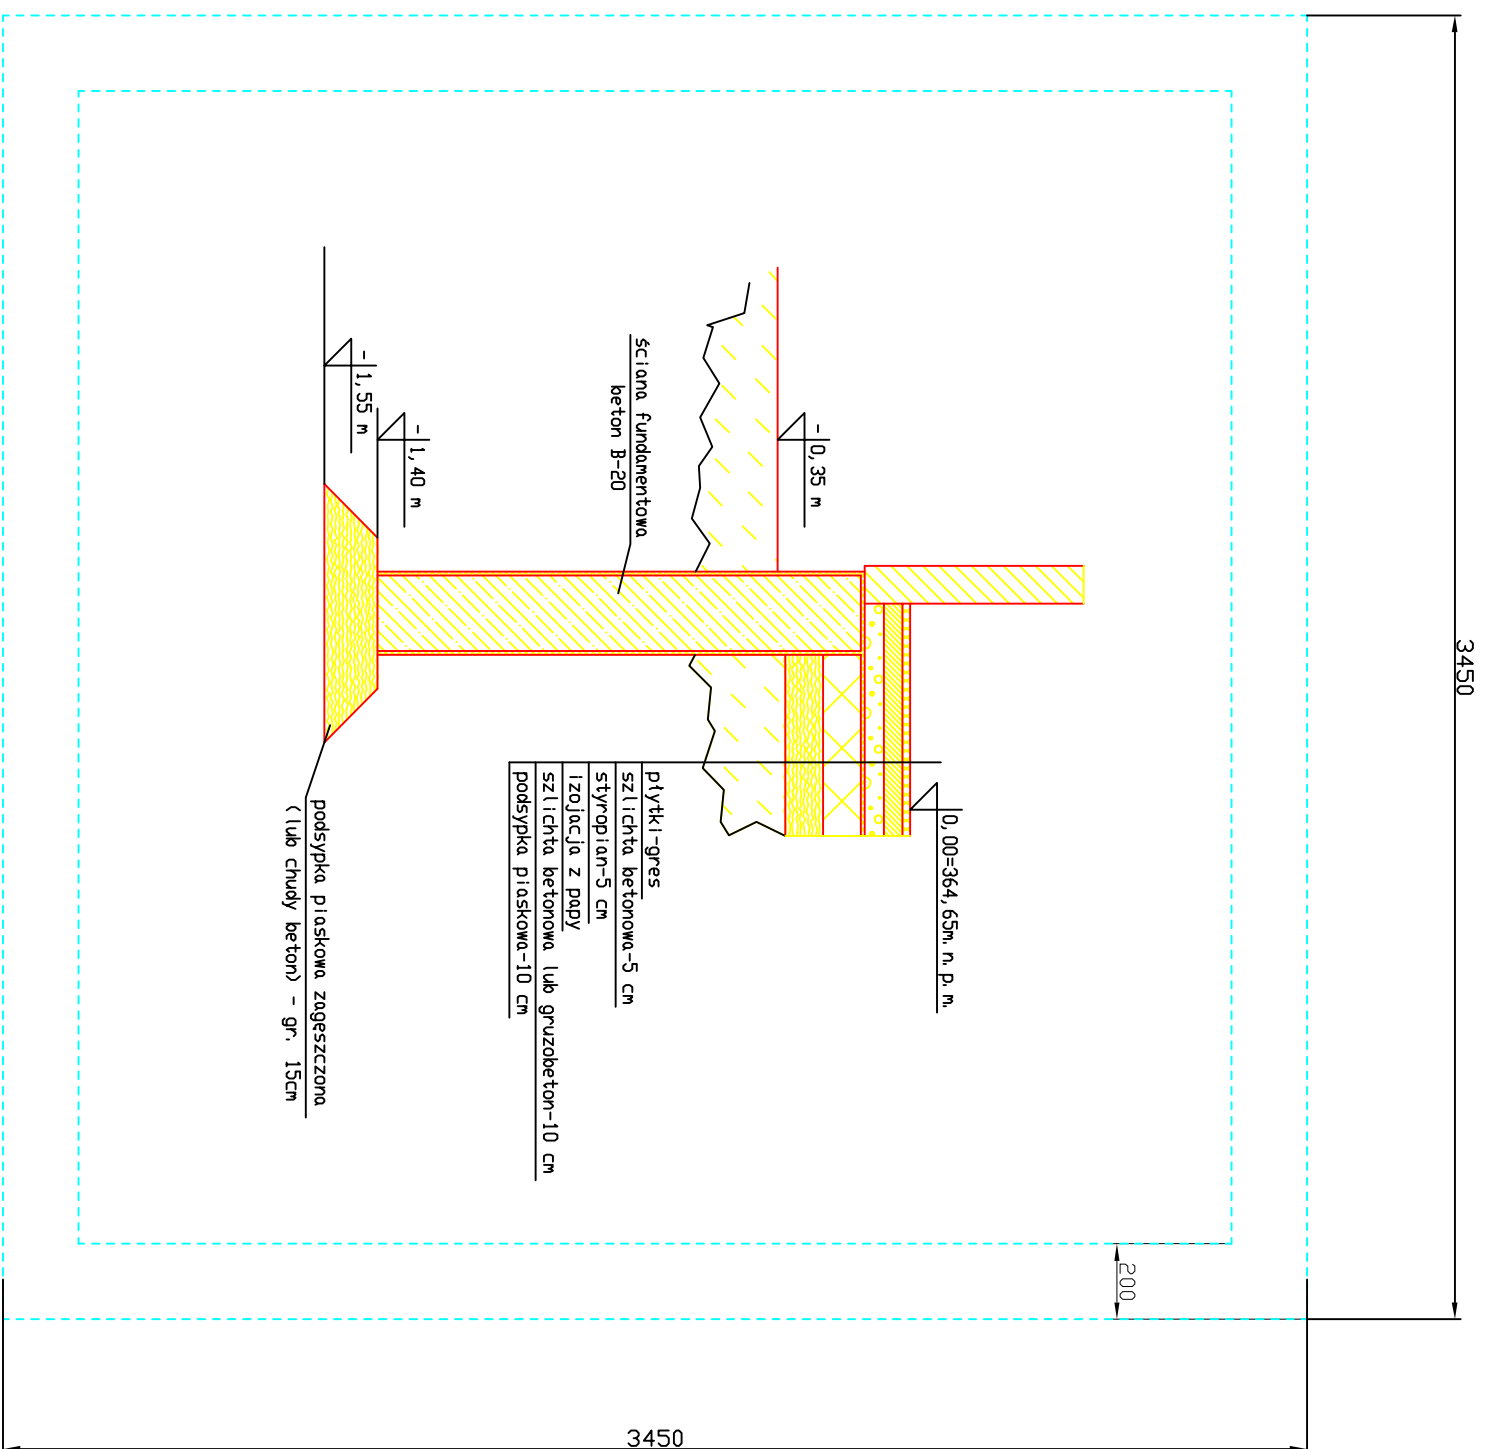 3450
0,00=364,65m. n. p. m.
- 0, 35 m
ściana fundamentowa
beton B-20
płytki-gres
szlichta betonowa-5 cm
styropian-5 cm
izojacja z papy
szlichta betonowa lub gruzobeton-10 cm
podsypka piaskowa-10 cm
- 1, 40 m
- 1, 55 m
podsypka piaskowa zagęszczona
(lub chudy beton) - gr. 15cm
200
3450